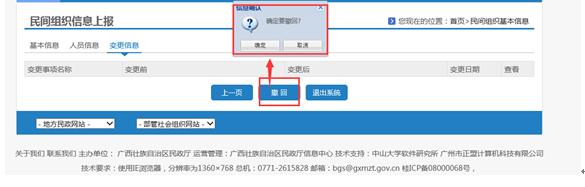 信息确认
确定要撤回?
确定 取消
民间组织信息上报
您现在的位置：首页>民间组织基本信息
基本信息 人员信息 变更信息
变更事项名称 变更前 变更后 变更日期 查看
上一页 撤 回 退出系统
- 地方民政网站 - - 部管社会组织网站 -
关于我们 联系我们 主办单位： 广西壮族自治区民政厅 运营管理：广西壮族自治区民政厅信息中心 技术支持：中山大学软件研究所 广州市正盟计算机科技有限公司
技术要求：使用IE浏览器，分辨率为1360×768 总机：0771-2615828 邮箱：bgs@gxmzt.gov.cn 桂ICP备08000068号，